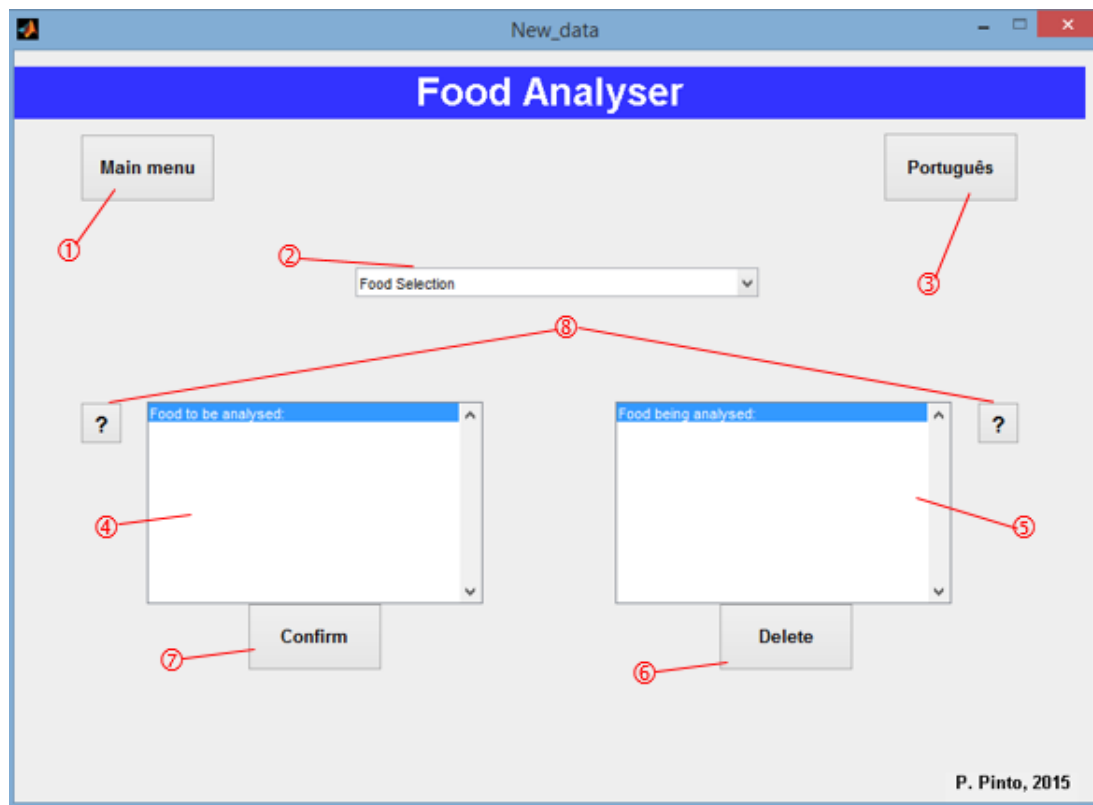 New_data
Food Analyser
Main menu
Português
①
②
Food Selection
③
⑧
?
Food to be analysed:
Food being analysed:
?
④
⑤
Confirm
Delete
⑦
⑥
P. Pinto, 2015